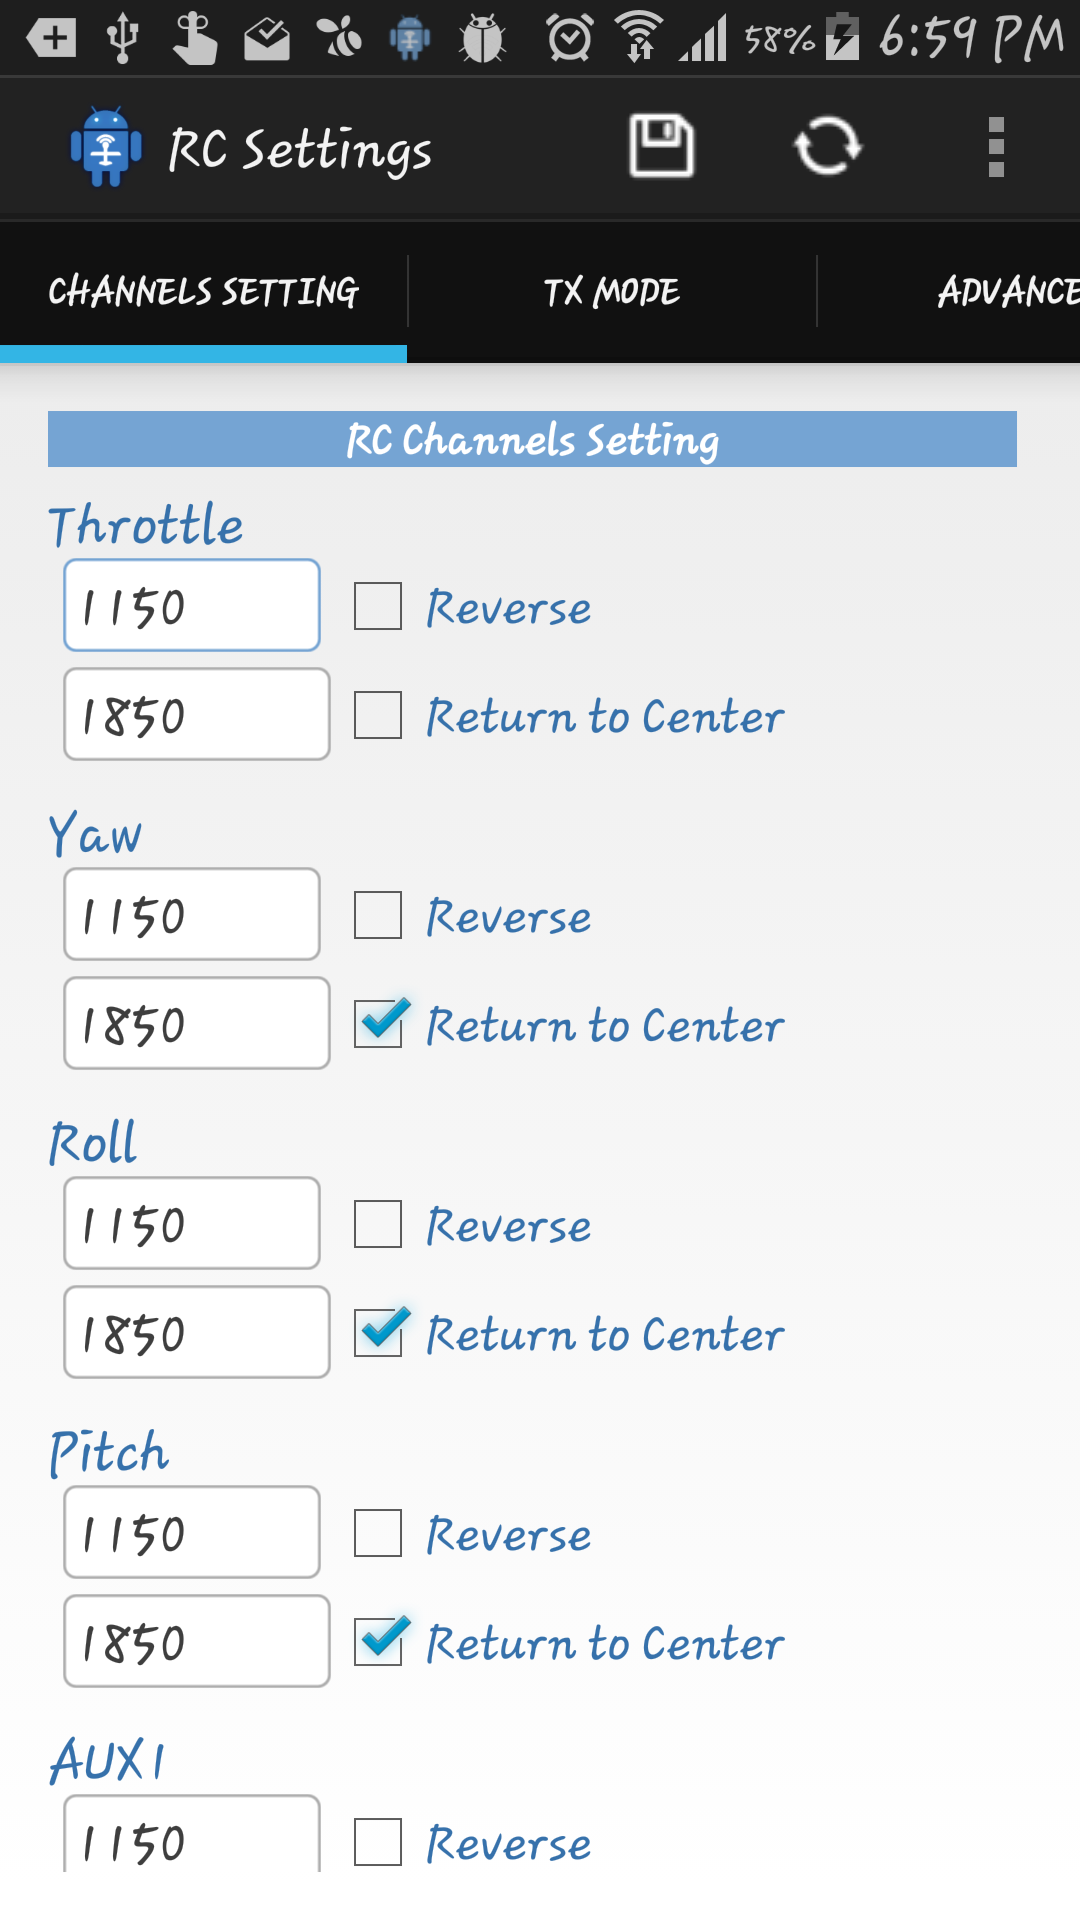 58% 6:59 PM
RC Settings
CHANNELS SETTING TX MODE ADVANCE
RC Channels Setting
Throttle
1150 Reverse
1850 Return to Center
Yaw
1150 Reverse
1850 Return to Center
Roll
1150 Reverse
1850 Return to Center
Pitch
1150 Reverse
1850 Return to Center
AUX1
1150 Reverse